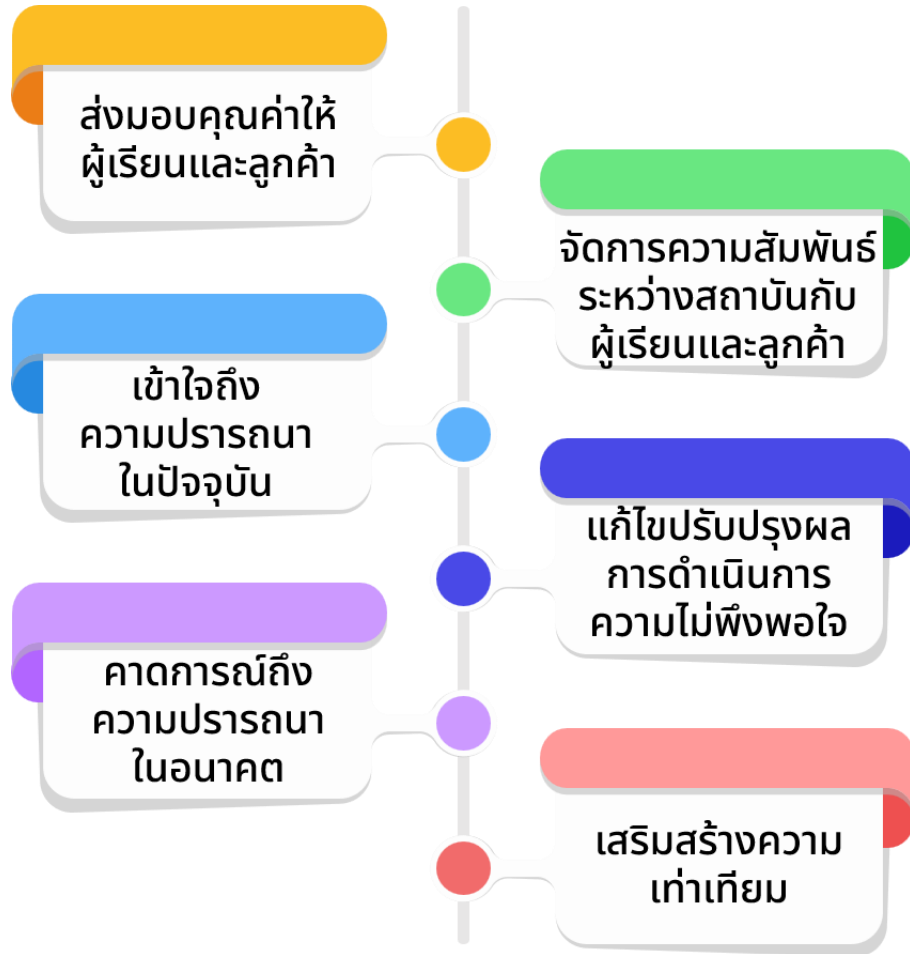 ส่งมอบคุณค่าให้
ผู้เรียนและลูกค้า
จัดการความสัมพันธ์
ระหว่างสถาบันกับ
ผู้เรียนและลูกค้า
เข้าใจถึง
ความปรารถนา
ในปัจจุบัน
แก้ไขปรับปรุงผล
การดำเนินการ
ความไม่พึงพอใจ
คาดการณ์ถึง
ความปรารถนา
ในอนาคต
เสริมสร้างความ
เท่าเทียม